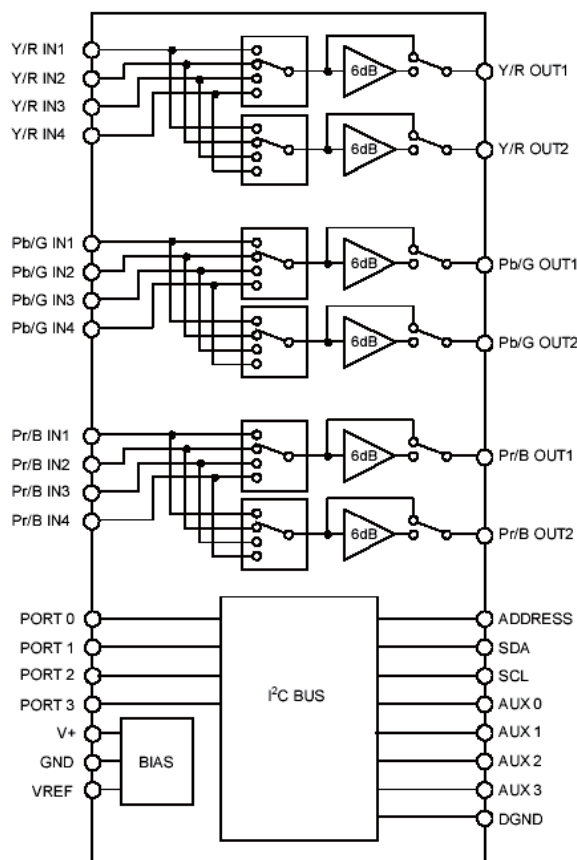 Y/R IN1
Y/R IN2
Y/R IN3
Y/R IN4
6dB
Y/R OUT1
6dB
Y/R OUT2
Pb/G IN1
Pb/G IN2
Pb/G IN3
Pb/G IN4
6dB
Pb/G OUT1
6dB
Pb/G OUT2
Pr/B IN1
Pr/B IN2
Pr/B IN3
Pr/B IN4
6dB
Pr/B OUT1
6dB
Pr/B OUT2
PORT 0
PORT 1
PORT 2
PORT 3
V+
GND
VREF
BIAS
I²C BUS
ADDRESS
SDA
SCL
AUX 0
AUX 1
AUX 2
AUX 3
DGND